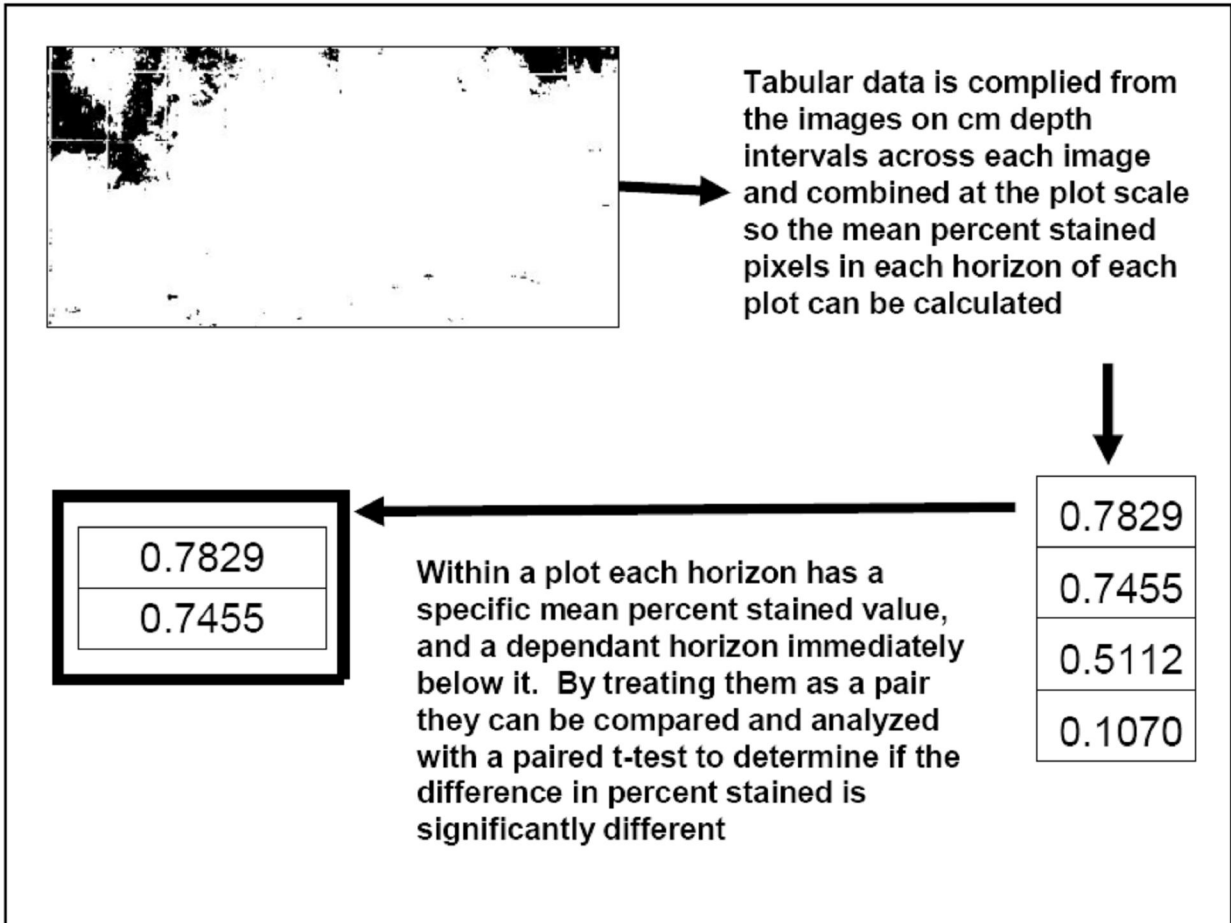 Tabular data is complied from
the images on cm depth
intervals across each image
and combined at the plot scale
so the mean percent stained
pixels in each horizon of each
plot can be calculated
0.7829
0.7455
0.5112
0.1070
Within a plot each horizon has a
specific mean percent stained value,
and a dependant horizon immediately
below it.  By treating them as a pair
they can be compared and analyzed
with a paired t-test to determine if the
difference in percent stained is
significantly different
0.7829
0.7455